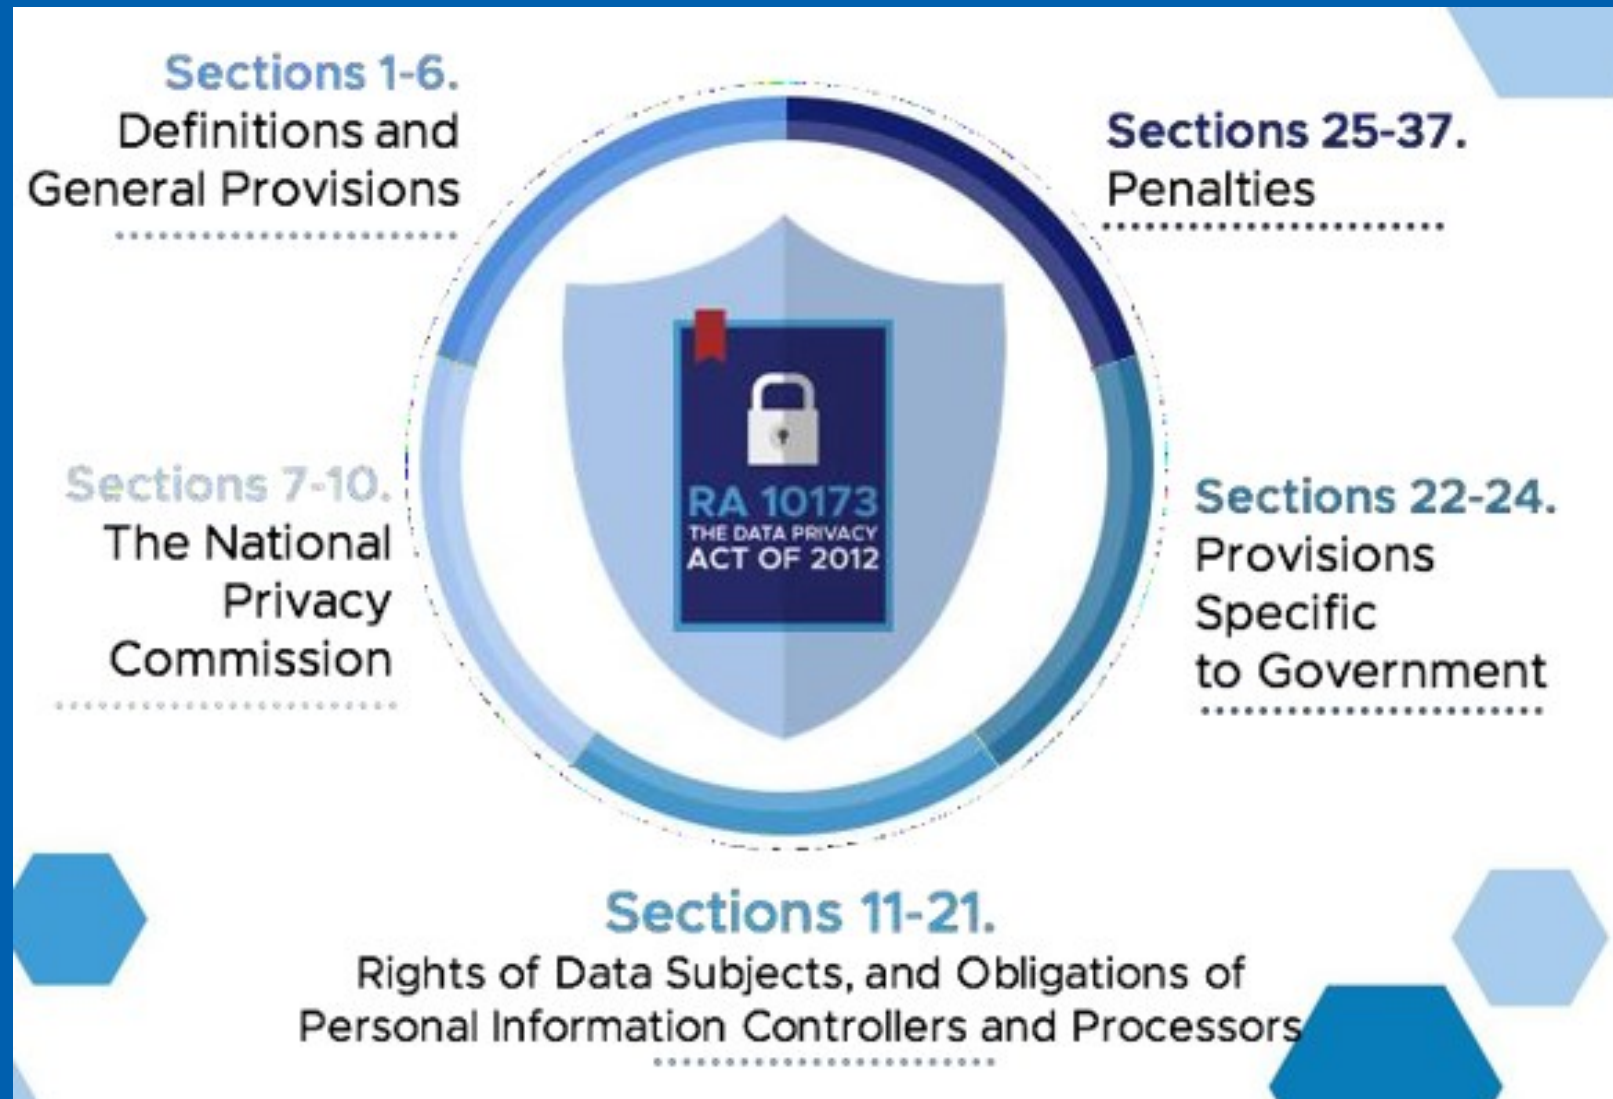 Sections 1-6.
Definitions and
General Provisions
Sections 25-37.
Penalties
Sections 7-10.
The National
Privacy
Commission
RA 10173
THE DATA PRIVACY
ACT OF 2012
Sections 22-24.
Provisions
Specific
to Government
Sections 11-21.
Rights of Data Subjects, and Obligations of
Personal Information Controllers and Processors